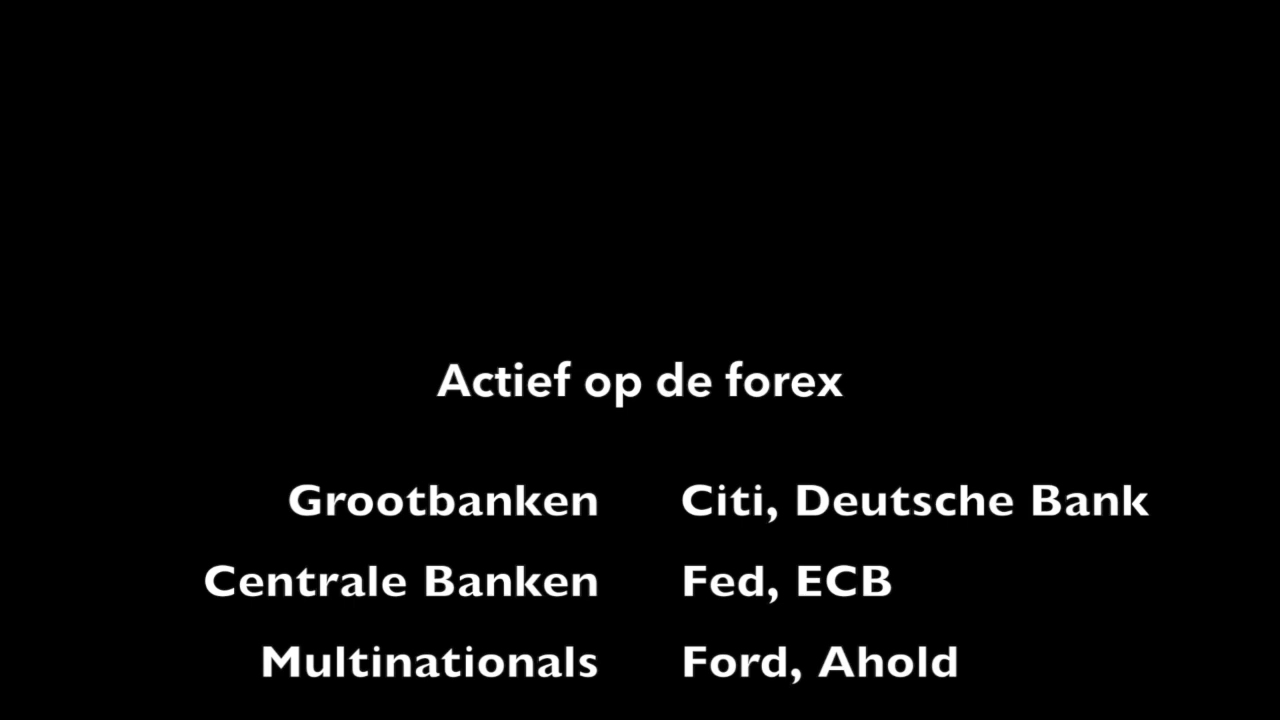 Actief op de forex
Grootbanken Citi, Deutsche Bank
Centrale Banken Fed, ECB
Multinationals Ford, Ahold